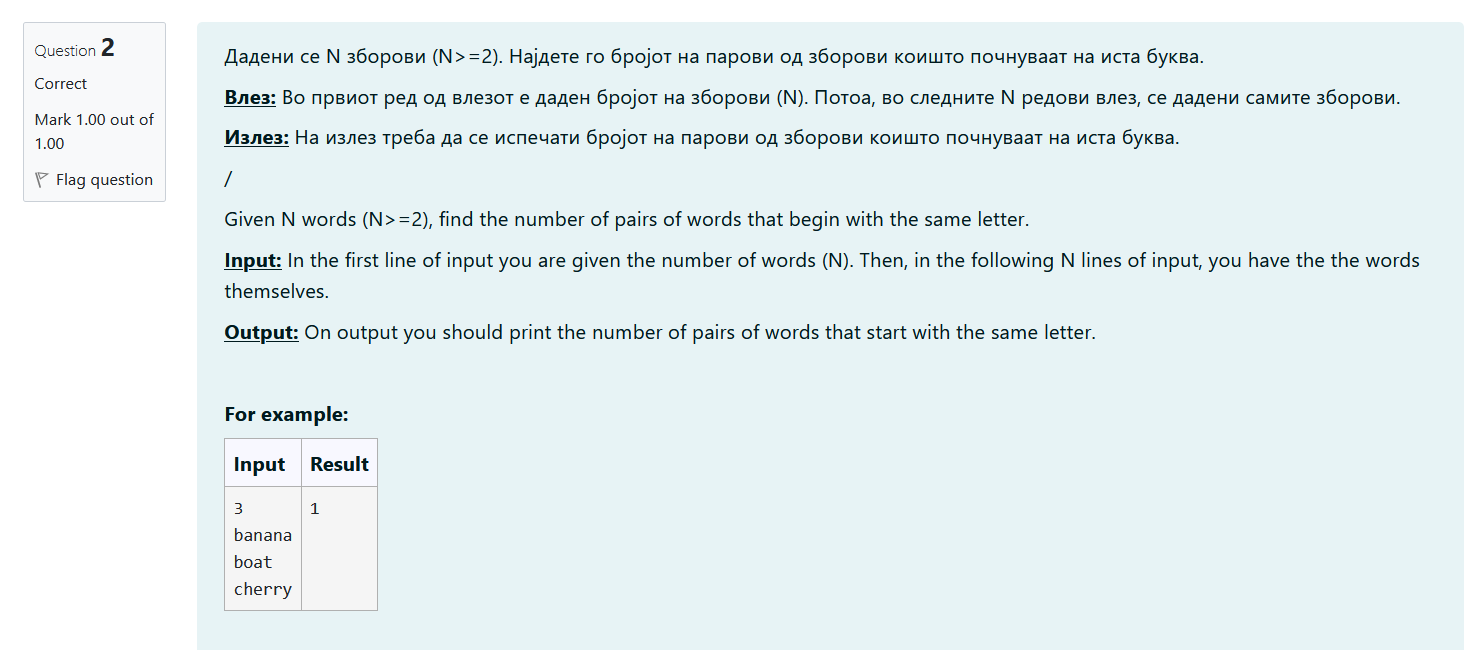 Question 2
Correct
Mark 1.00 out of
1.00
Flag question
Дадени се N зборови (N>=2). Најдете го бројот на парови од зборови коишто почнуваат на иста буква.
Влез: Во првиот ред од влезот е даден бројот на зборови (N). Потоа, во следните N редови влез, се дадени самите зборови.
Излез: На излез треба да се испечати бројот на парови од зборови коишто почнуваат на иста буква.
/
Given N words (N>=2), find the number of pairs of words that begin with the same letter.
Input: In the first line of input you are given the number of words (N). Then, in the following N lines of input, you have the the words
themselves.
Output: On output you should print the number of pairs of words that start with the same letter.
For example:
Input Result
3 1
banana
boat
cherry